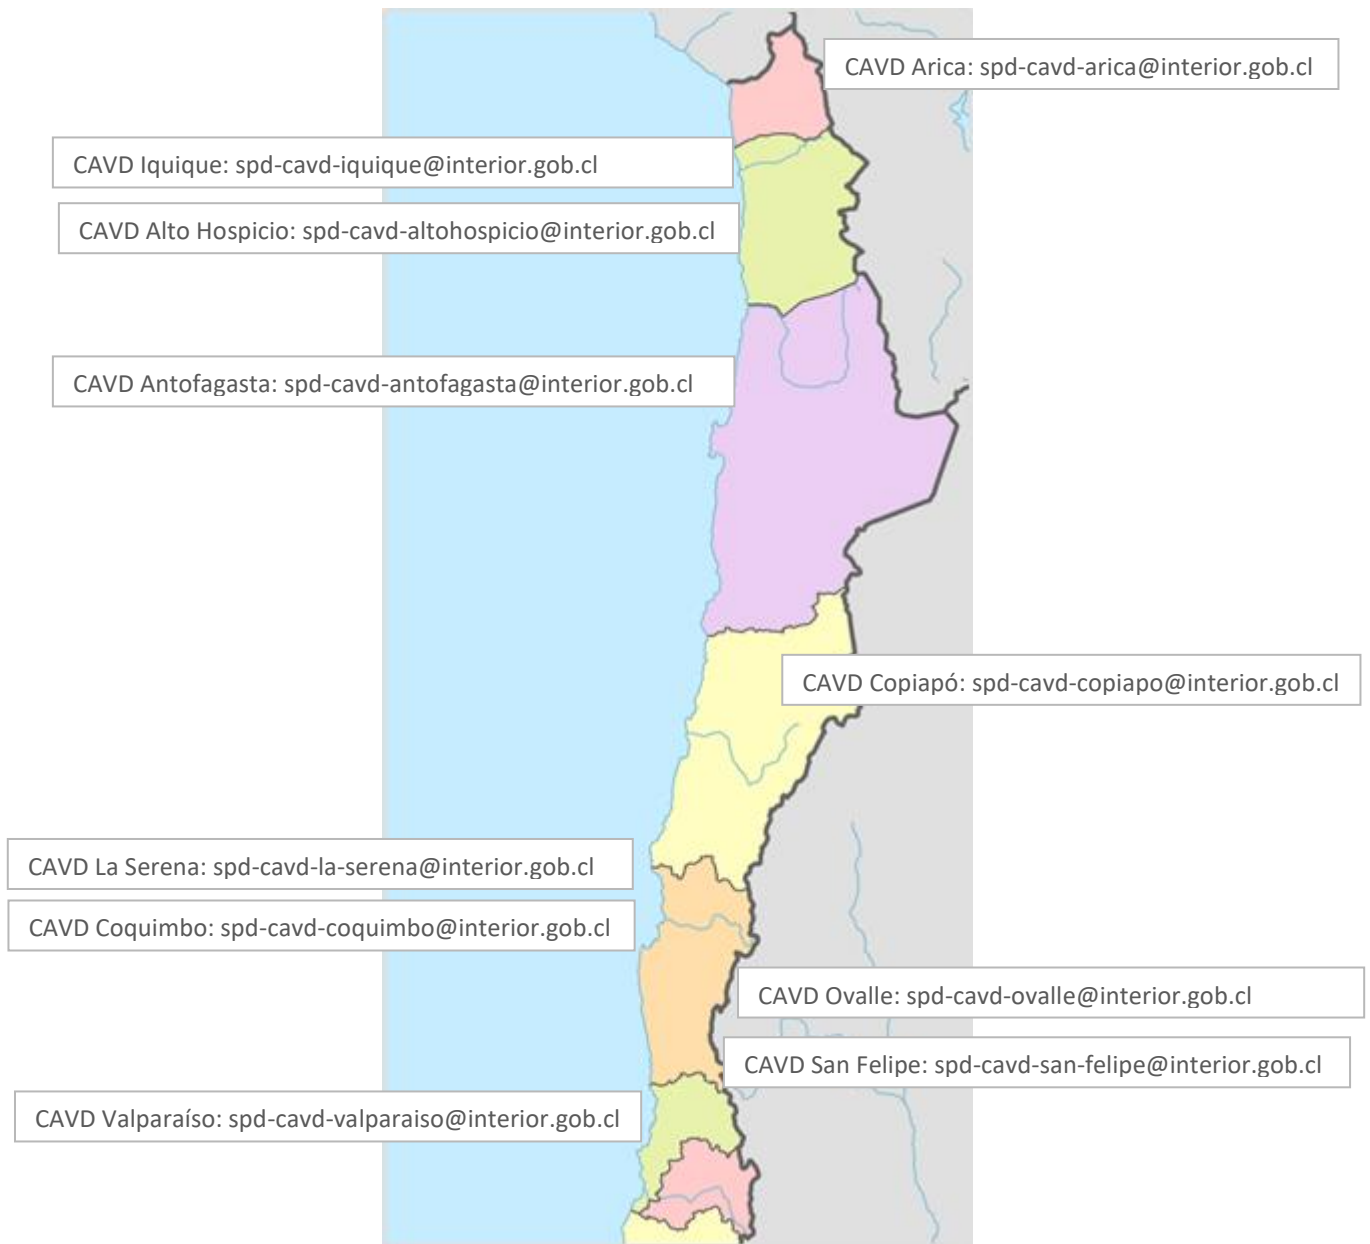 CAVD Arica: spd-cavd-arica@interior.gob.cl
CAVD Iquique: spd-cavd-iquique@interior.gob.cl
CAVD Alto Hospicio: spd-cavd-altohospicio@interior.gob.cl
CAVD Antofagasta: spd-cavd-antofagasta@interior.gob.cl
CAVD Copiapó: spd-cavd-copiapo@interior.gob.cl
CAVD La Serena: spd-cavd-la-serena@interior.gob.cl
CAVD Coquimbo: spd-cavd-coquimbo@interior.gob.cl
CAVD Ovalle: spd-cavd-ovalle@interior.gob.cl
CAVD San Felipe: spd-cavd-san-felipe@interior.gob.cl
CAVD Valparaíso: spd-cavd-valparaiso@interior.gob.cl